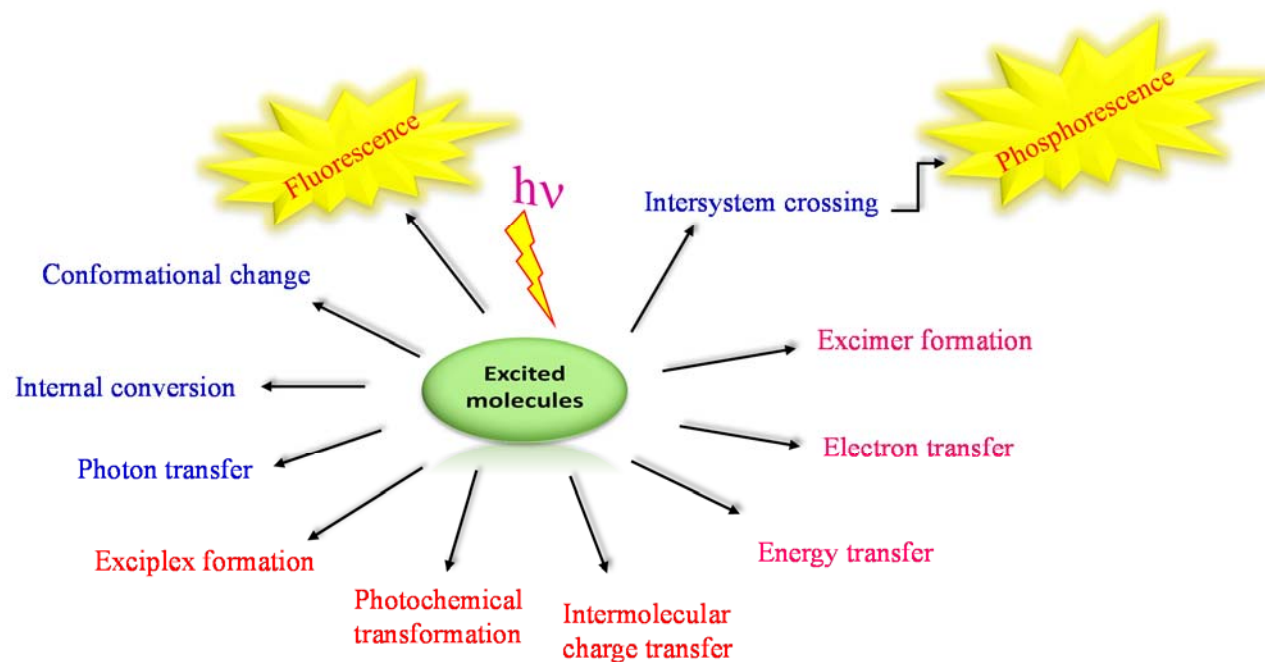 Fluorescence
Phosphorescence
hν
Intersystem crossing
Conformational change
Excimer formation
Excited
molecules
Internal conversion
Electron transfer
Photon transfer
Energy transfer
Exciplex formation
Photochemical
transformation
Intermolecular
charge transfer